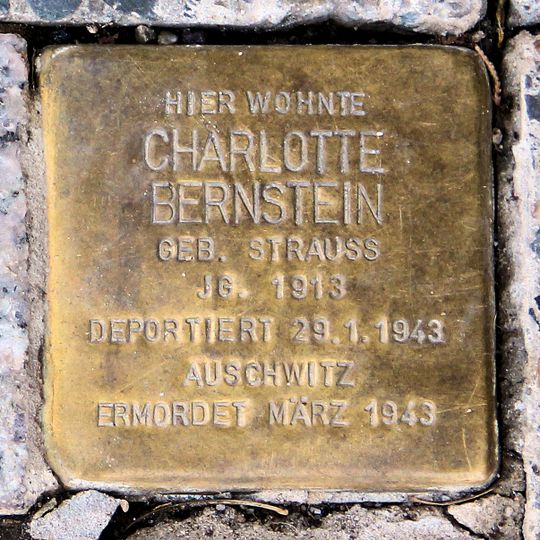 HIER WOHNTE
CHARLOTTE
BERNSTEIN
GEB. STRAUSS
JG. 1913
DEPORTIERT 29.1.1943
AUSCHWITZ
ERMORDET MÄRZ 1943